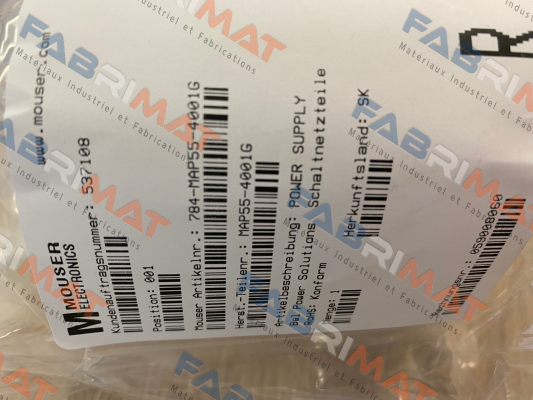 www.mouser.com
MOUSER
ELECTRONICS
Kundenauftragsnummer: 537108
Position: 001
Mouser Artikelnr.: 784-MAP55-4001G
Herst.-Teilenr.: MAP55-4001G
Artikelbeschreibung: POWER SUPPLY
Bel Power Solutions Schaltnetzteile
RoHS: Konform Herkunftsland: SK
Menge: 1
FABRIMAT
Matériaux Industriel et Fabrications